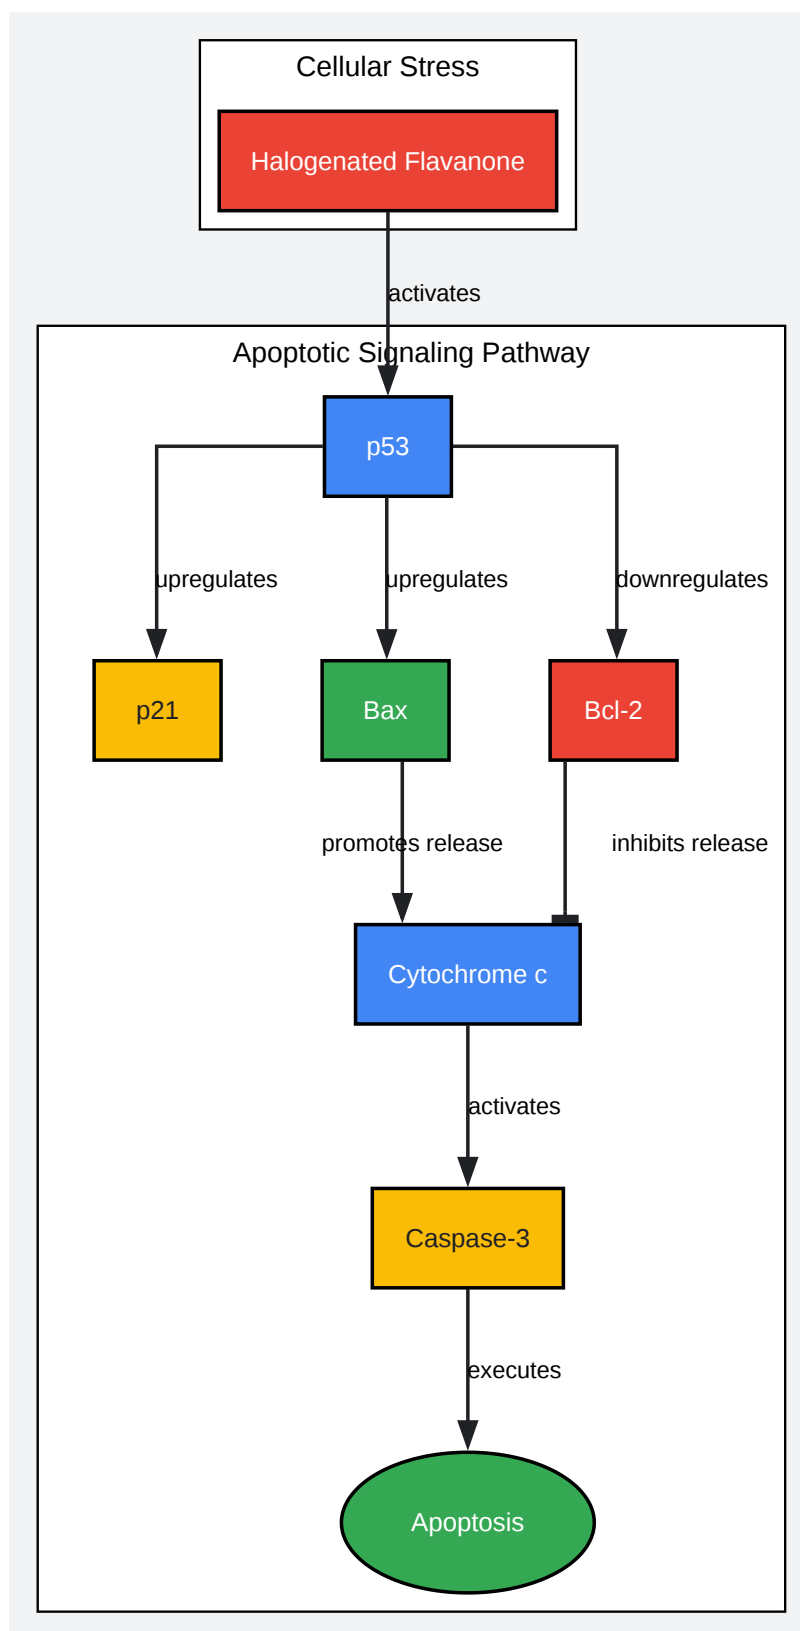 Cellular Stress
Halogenated Flavanone
activates
Apoptotic Signaling Pathway
p53
upregulates
upregulates
downregulates
p21
Bax
Bcl-2
promotes release
inhibits release
Cytochrome c
activates
Caspase-3
executes
Apoptosis